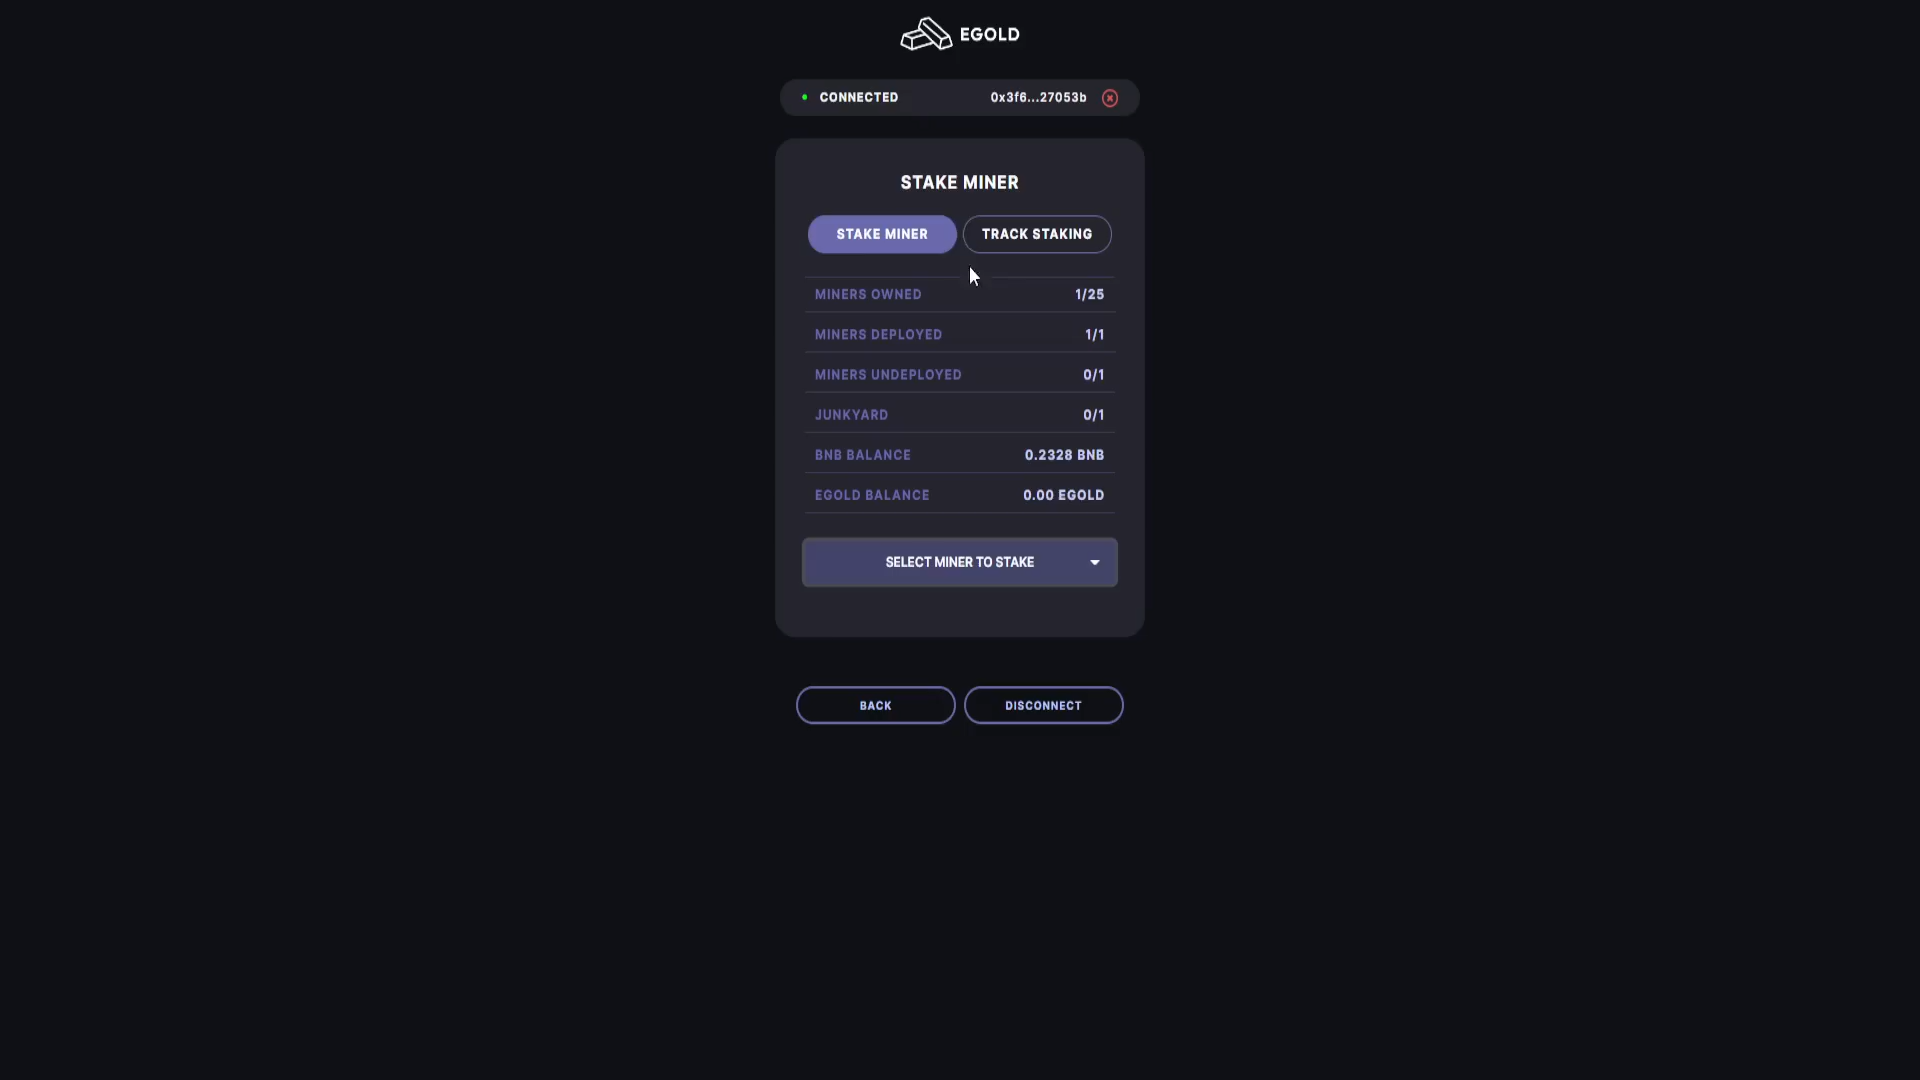 EGOLD
CONNECTED 0x3f6...27053b
STAKE MINER
STAKE MINER TRACK STAKING
MINERS OWNED 1/25
MINERS DEPLOYED 1/1
MINERS UNDEPLOYED 0/1
JUNKYARD 0/1
BNB BALANCE 0.2328 BNB
EGOLD BALANCE 0.00 EGOLD
SELECT MINER TO STAKE
BACK DISCONNECT